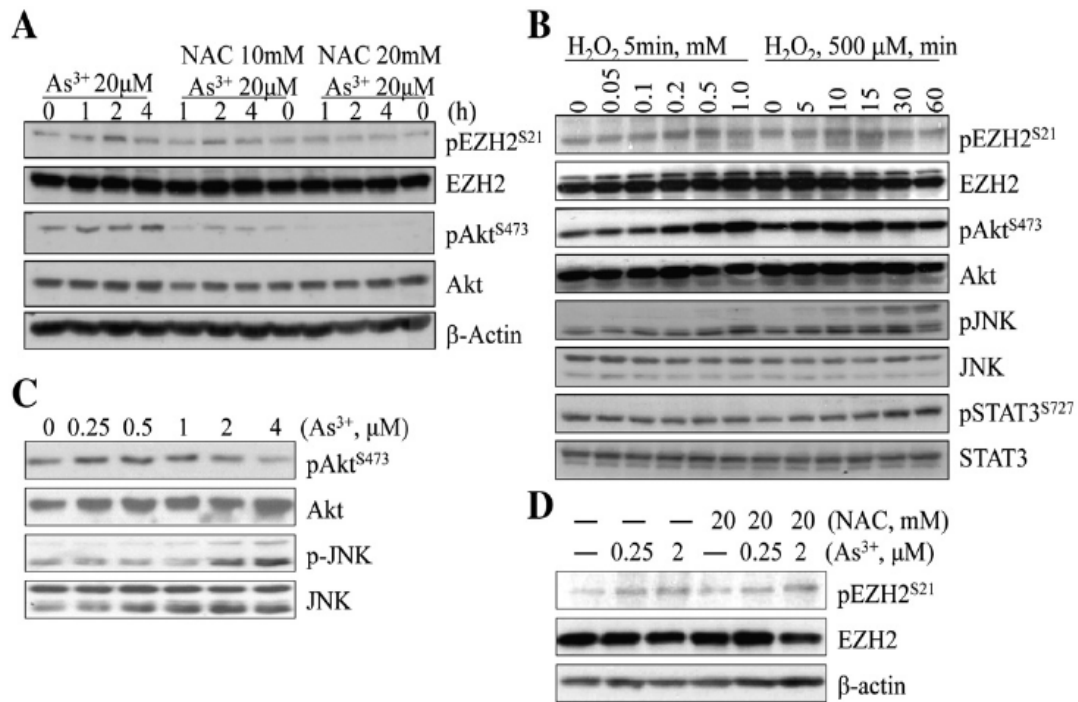 A
NAC 10mM NAC 20mM
As³⁺ 20μM As³⁺ 20μM As³⁺ 20μM
0 1 2 4 1 2 4 0 1 2 4 0 (h)
pEZH2ˢ²¹
EZH2
pAktˢ⁴⁷³
Akt
β-Actin
B
H₂O₂ 5min, mM H₂O₂, 500 μM, min
0 0.05 0.1 0.2 0.5 1.0 0 5 10 15 30 60
pEZH2ˢ²¹
EZH2
pAktˢ⁴⁷³
Akt
pJNK
JNK
pSTAT3ˢ⁷²⁷
STAT3
C
0 0.25 0.5 1 2 4 (As³⁺, μM)
pAktˢ⁴⁷³
Akt
p-JNK
JNK
D
— — — 20 20 20 (NAC, mM)
— 0.25 2 — 0.25 2 (As³⁺, μM)
pEZH2ˢ²¹
EZH2
β-actin